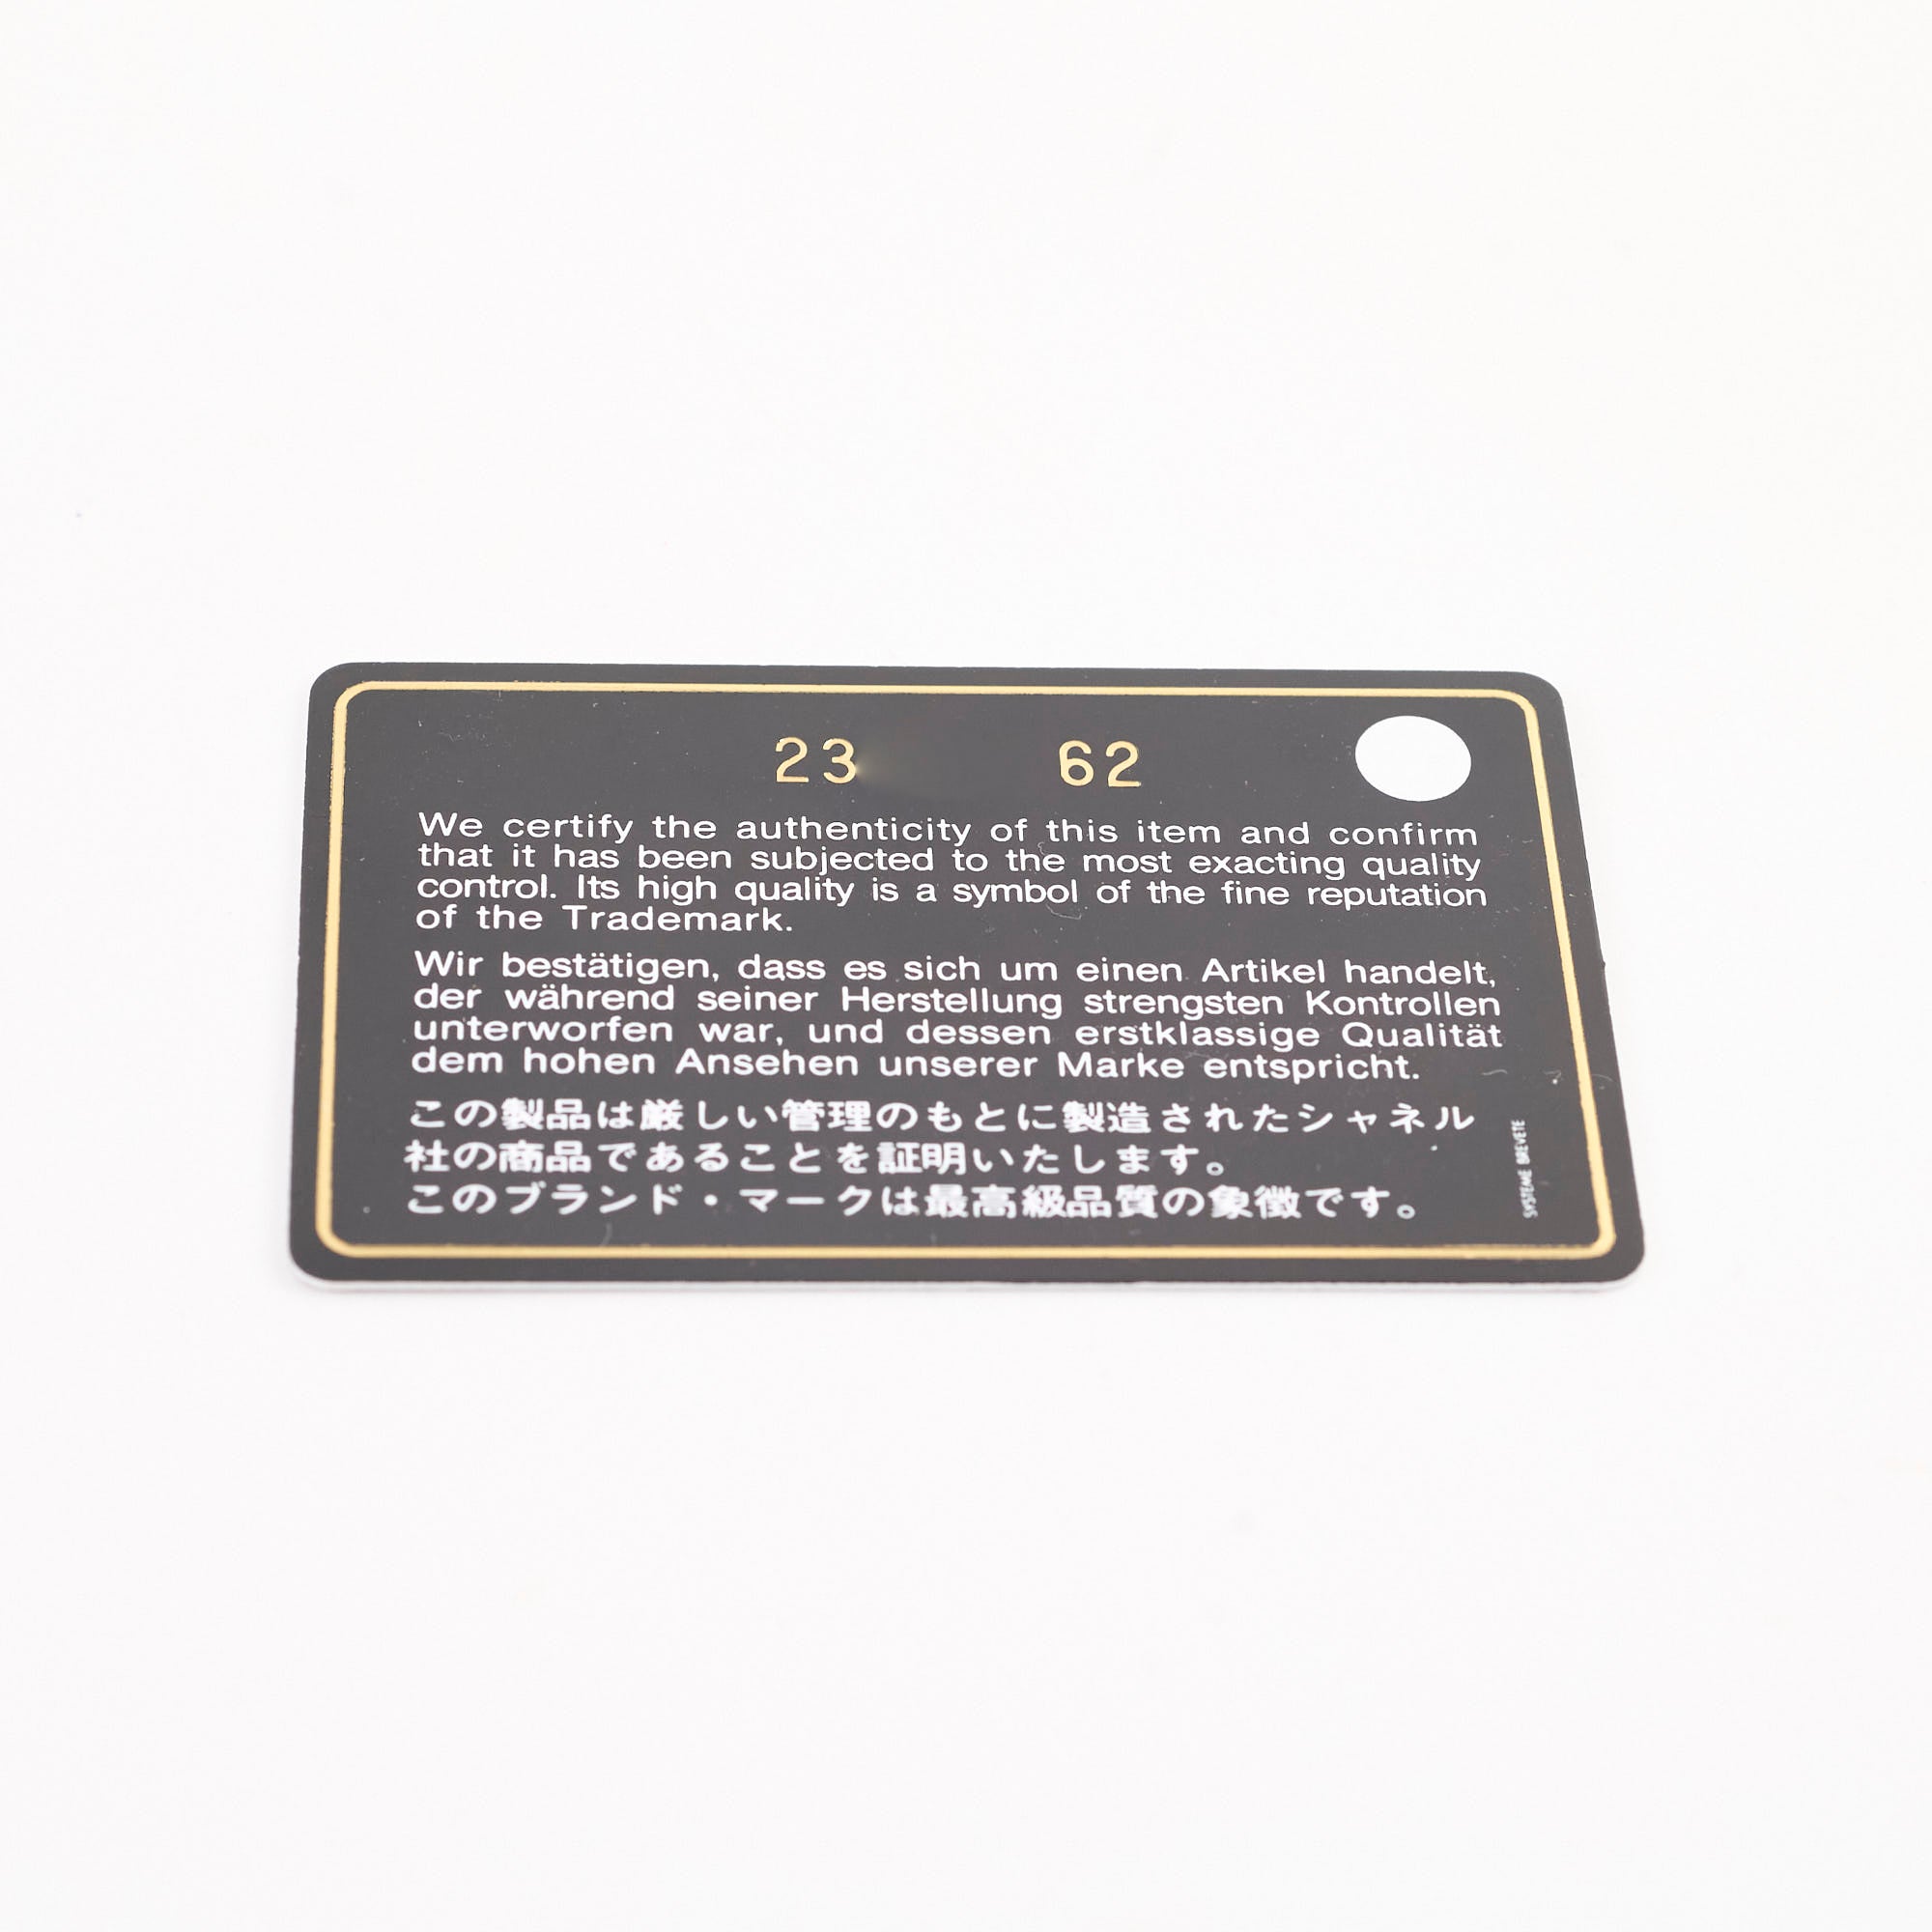 23 62
We certify the authenticity of this item and confirm
that it has been subjected to the most exacting quality
control. Its high quality is a symbol of the fine reputation
of the Trademark.
Wir bestätigen, dass es sich um einen Artikel handelt,
der während seiner Herstellung strengsten Kontrollen
unterworfen war, und dessen erstklassige Qualität
dem hohen Ansehen unserer Marke entspricht.
この製品は厳しい管理のもとに製造されたシャネル
社の商品であることを証明いたします。
このブランド・マークは最高級品質の象徴です。
SYSTEME BREVETE